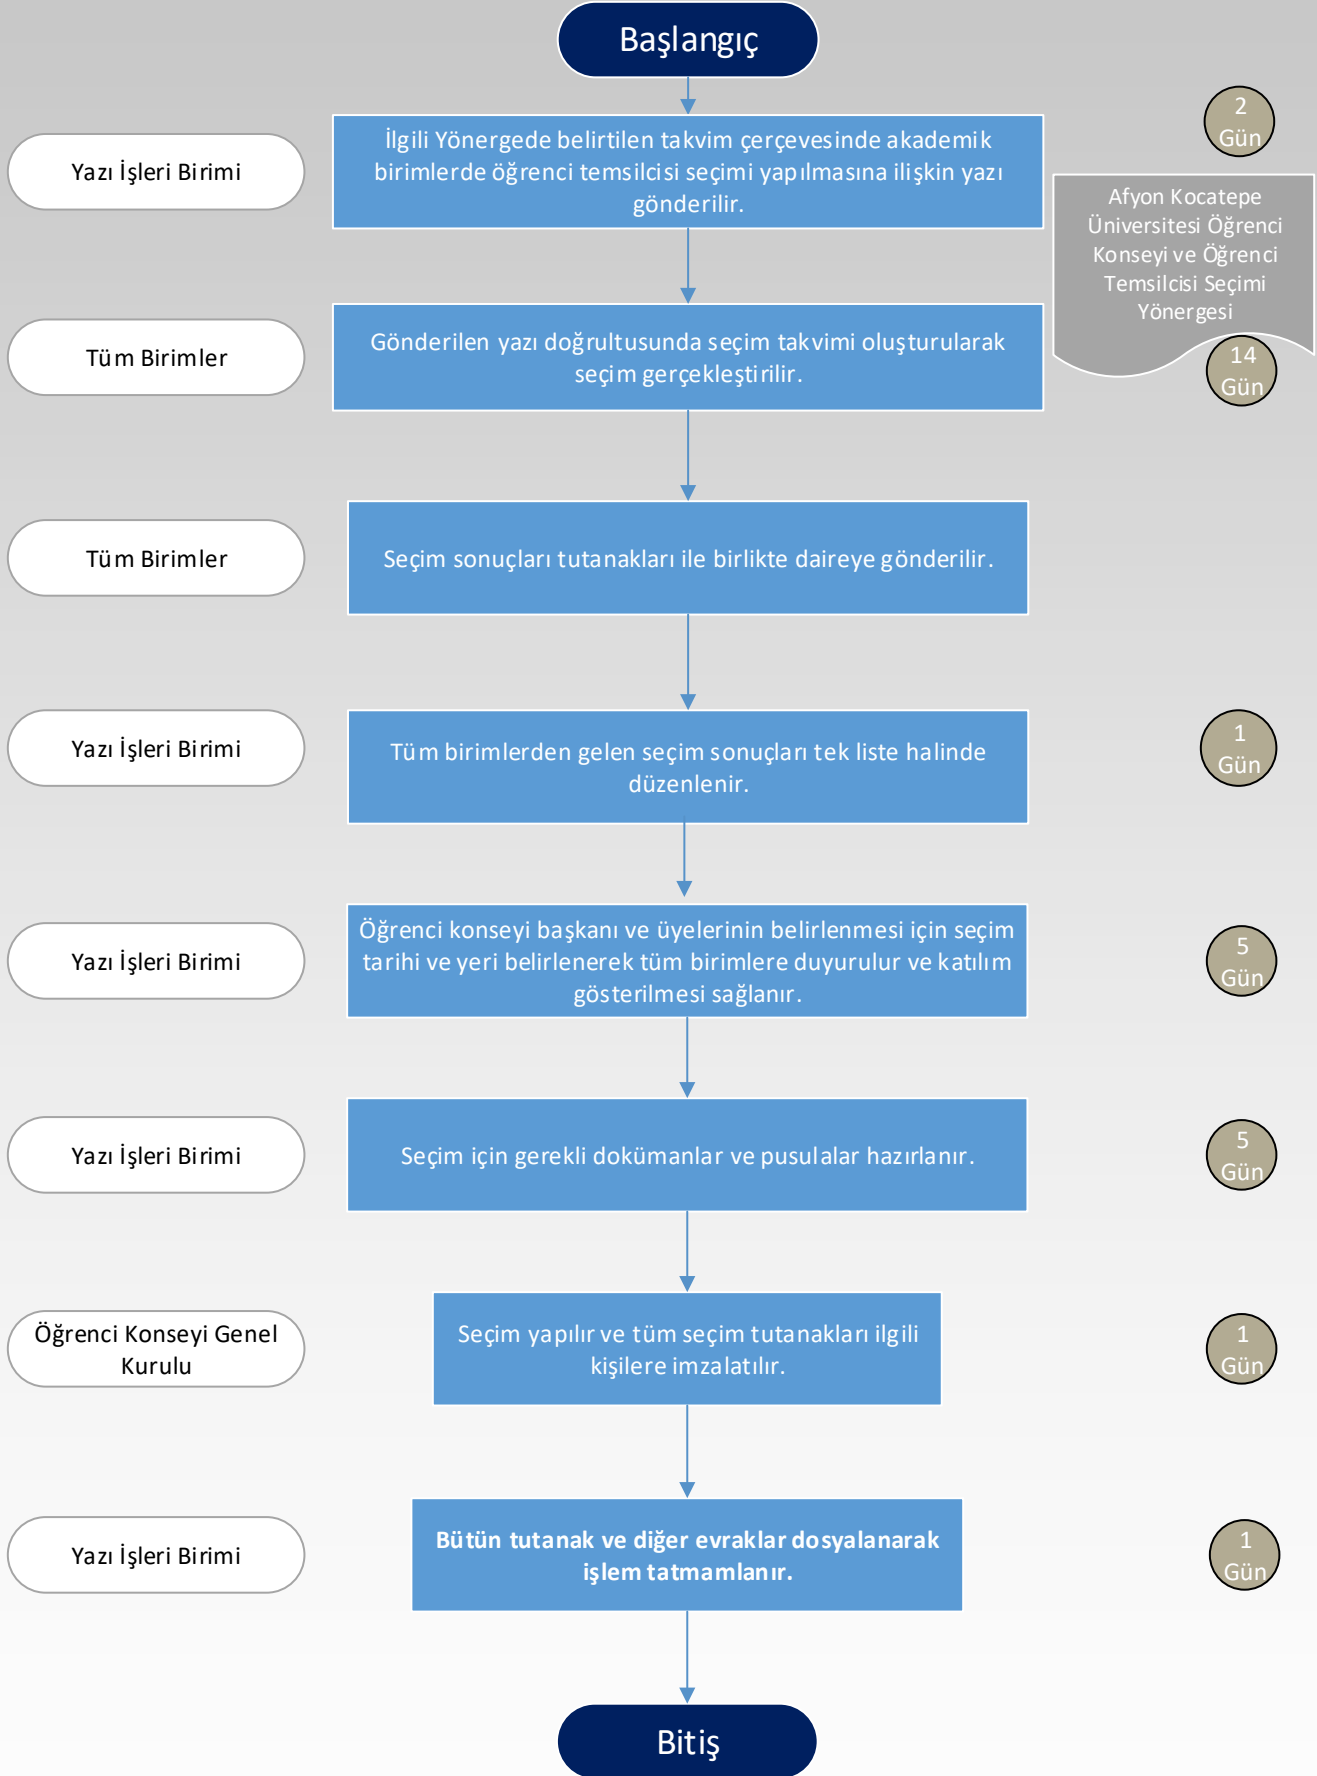 Başlangıç
2
Gün
Yazı İşleri Birimi
İlgili Yönergede belirtilen takvim çerçevesinde akademik
birimlerde öğrenci temsilcisi seçimi yapılmasına ilişkin yazı
gönderilir.
Afyon Kocatepe
Üniversitesi Öğrenci
Konseyi ve Öğrenci
Temsilcisi Seçimi
Yönergesi
Tüm Birimler
Gönderilen yazı doğrultusunda seçim takvimi oluşturularak
seçim gerçekleştirilir.
14
Gün
Tüm Birimler
Seçim sonuçları tutanakları ile birlikte daireye gönderilir.
Yazı İşleri Birimi
Tüm birimlerden gelen seçim sonuçları tek liste halinde
düzenlenir.
1
Gün
Yazı İşleri Birimi
Öğrenci konseyi başkanı ve üyelerinin belirlenmesi için seçim
tarihi ve yeri belirlenerek tüm birimlere duyurulur ve katılım
gösterilmesi sağlanır.
5
Gün
Yazı İşleri Birimi
Seçim için gerekli dokümanlar ve pusulalar hazırlanır.
5
Gün
Öğrenci Konseyi Genel
Kurulu
Seçim yapılır ve tüm seçim tutanakları ilgili
kişilere imzalatılır.
1
Gün
Yazı İşleri Birimi
Bütün tutanak ve diğer evraklar dosyalanarak
işlem tatmamlanır.
1
Gün
Bitiş